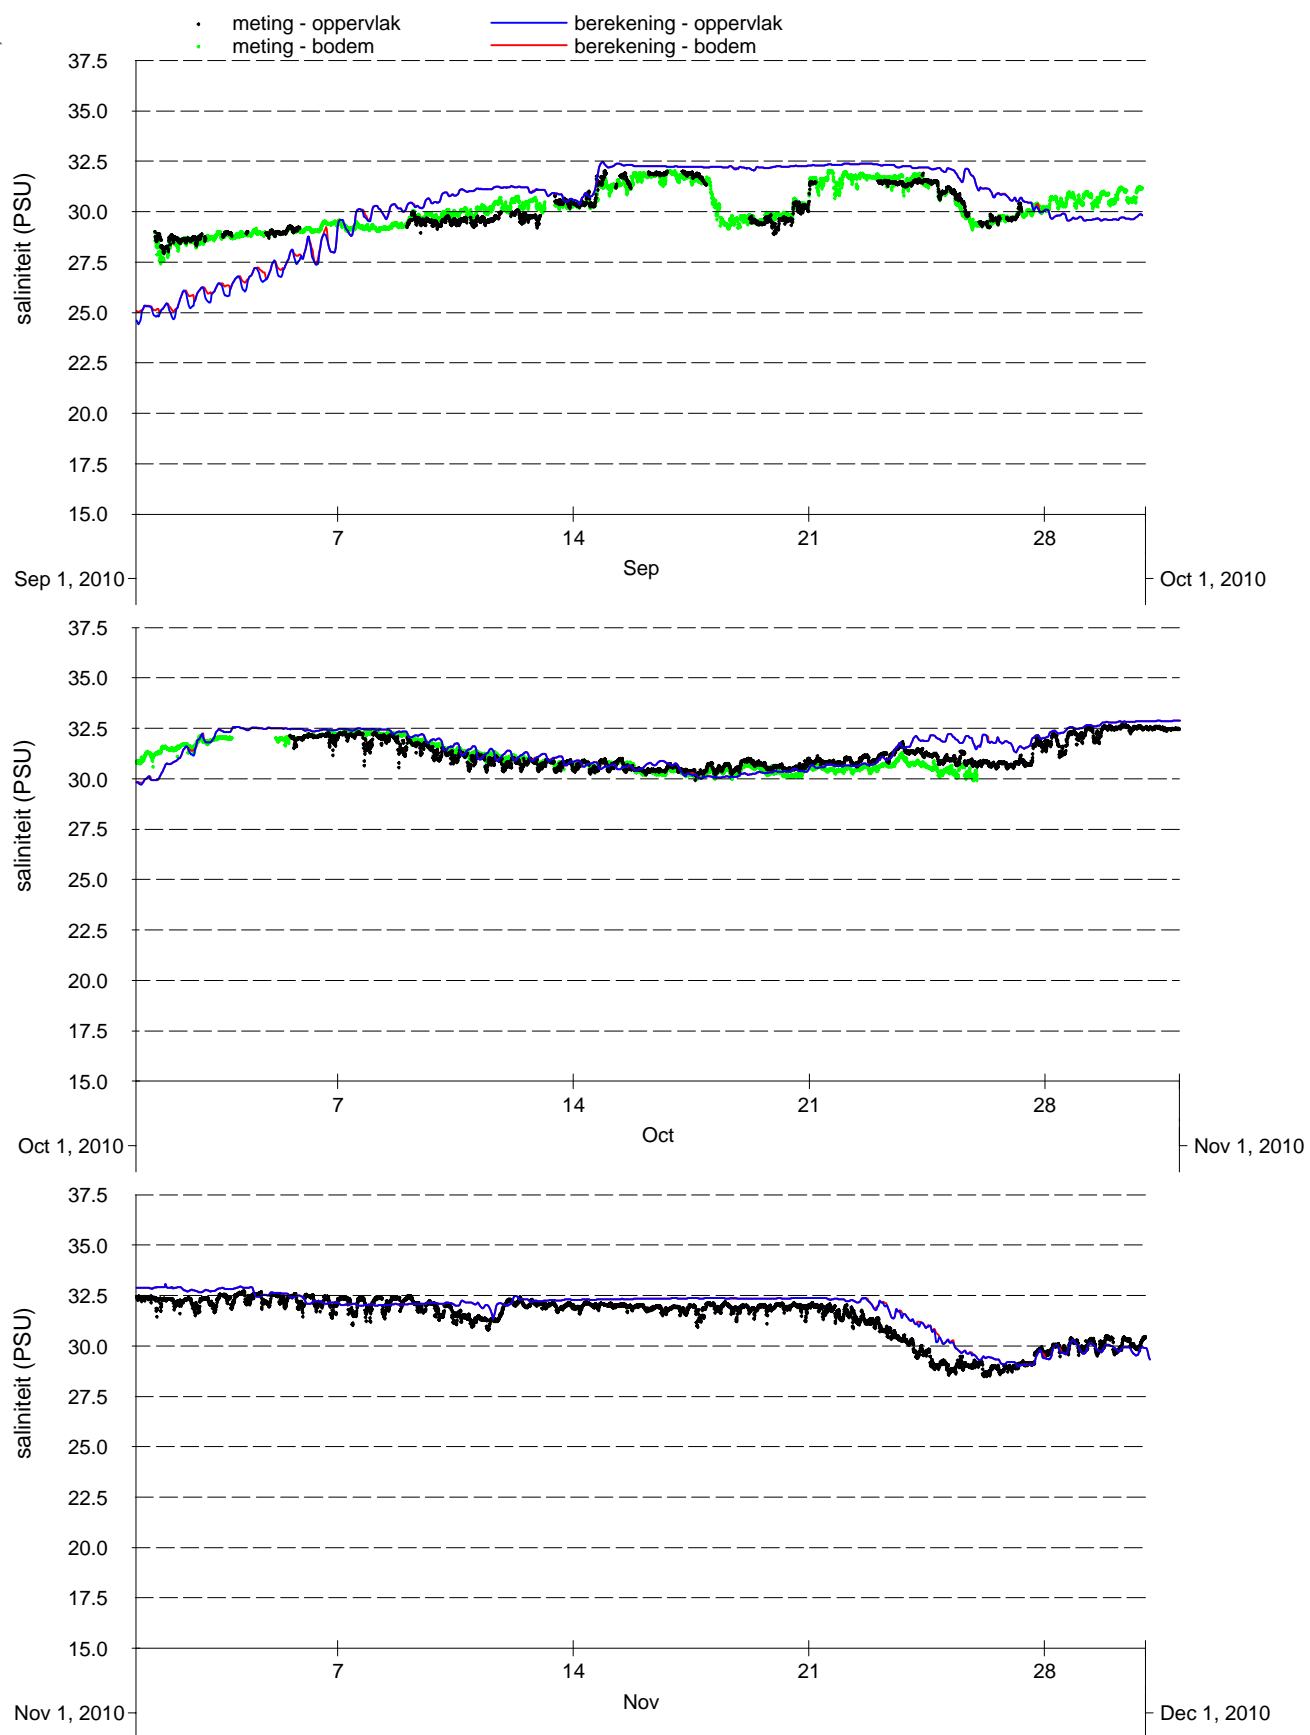 meting - oppervlak berekening - oppervlak
meting - bodem berekening - bodem
37.5
35.0
32.5
30.0
27.5
25.0
22.5
20.0
17.5
15.0
saliniteit (PSU)
7 14 21 28
Sep
Sep 1, 2010 Oct 1, 2010
37.5
35.0
32.5
30.0
27.5
25.0
22.5
20.0
17.5
15.0
saliniteit (PSU)
7 14 21 28
Oct
Oct 1, 2010 Nov 1, 2010
37.5
35.0
32.5
30.0
27.5
25.0
22.5
20.0
17.5
15.0
saliniteit (PSU)
7 14 21 28
Nov
Nov 1, 2010 Dec 1, 2010